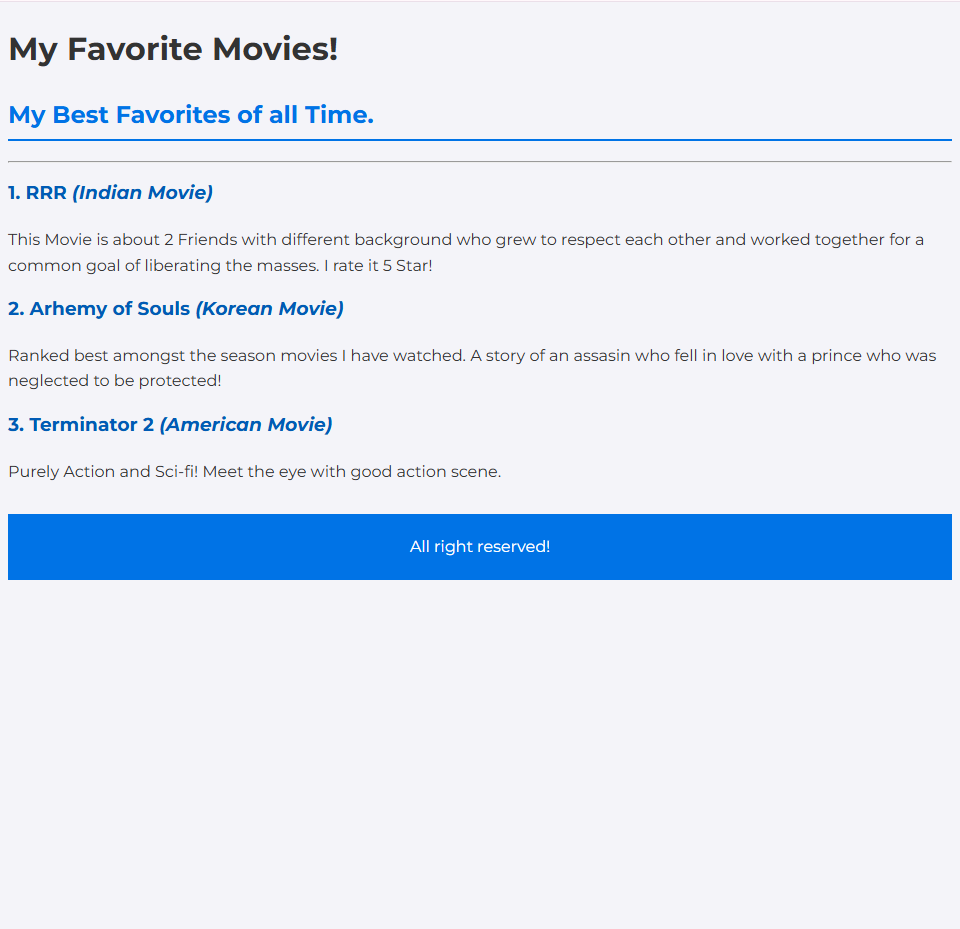 My Favorite Movies!
My Best Favorites of all Time.
1. RRR (Indian Movie)
This Movie is about 2 Friends with different background who grew to respect each other and worked together for a
common goal of liberating the masses. I rate it 5 Star!
2. Arhemy of Souls (Korean Movie)
Ranked best amongst the season movies I have watched. A story of an assasin who fell in love with a prince who was
neglected to be protected!
3. Terminator 2 (American Movie)
Purely Action and Sci-fi! Meet the eye with good action scene.
All right reserved!